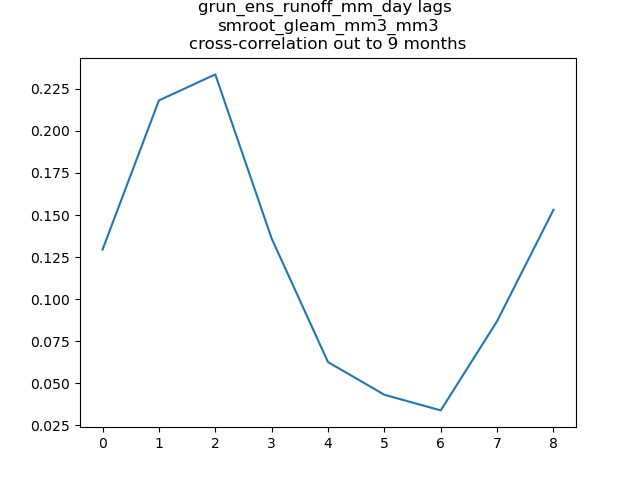 grun_ens_runoff_mm_day lags
smroot_gleam_mm3_mm3
cross-correlation out to 9 months
0.225
0.200
0.175
0.150
0.125
0.100
0.075
0.050
0.025
0 1 2 3 4 5 6 7 8